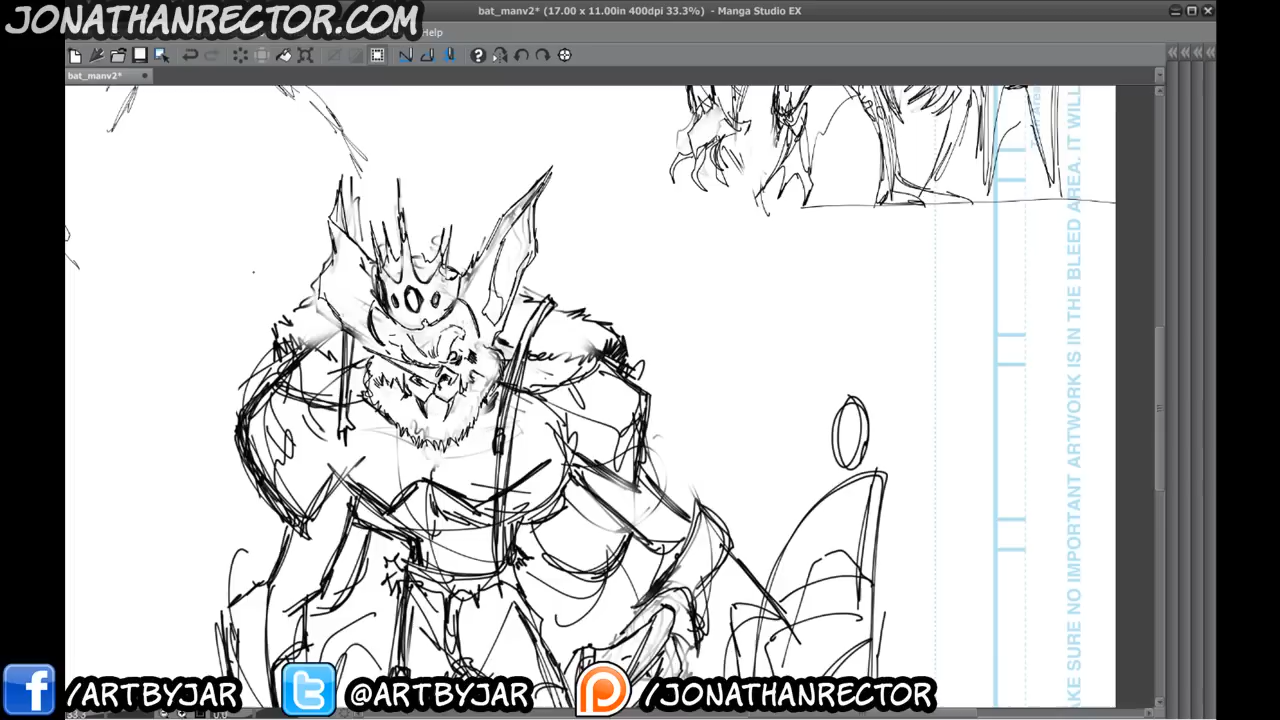 JONATHANRECTOR.COM
bat_manv2* (17.00 x 11.00in 400dpi 33.3%) - Manga Studio EX
Help
bat_manv2*
AKE SURE NO IMPORTANT ARTWORK IS IN THE BLEED AREA. IT WILL
/ARTBYJAR
@ARTBYJAR
/JONATHANRECTOR